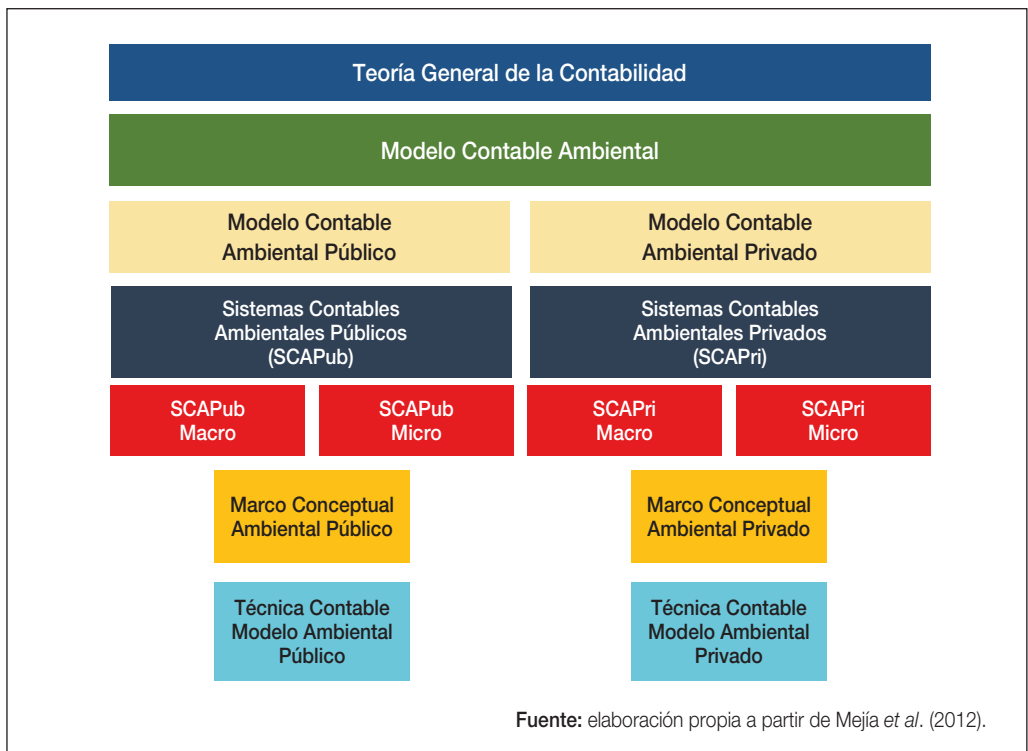 Teoría General de la Contabilidad
Modelo Contable Ambiental
Modelo Contable
Ambiental Público
Modelo Contable
Ambiental Privado
Sistemas Contables
Ambientales Públicos
(SCAPub)
Sistemas Contables
Ambientales Privados
(SCAPri)
SCAPub
Macro
SCAPub
Micro
SCAPri
Macro
SCAPri
Micro
Marco Conceptual
Ambiental Público
Marco Conceptual
Ambiental Privado
Técnica Contable
Modelo Ambiental
Público
Técnica Contable
Modelo Ambiental
Privado
Fuente: elaboración propia a partir de Mejía et al. (2012).